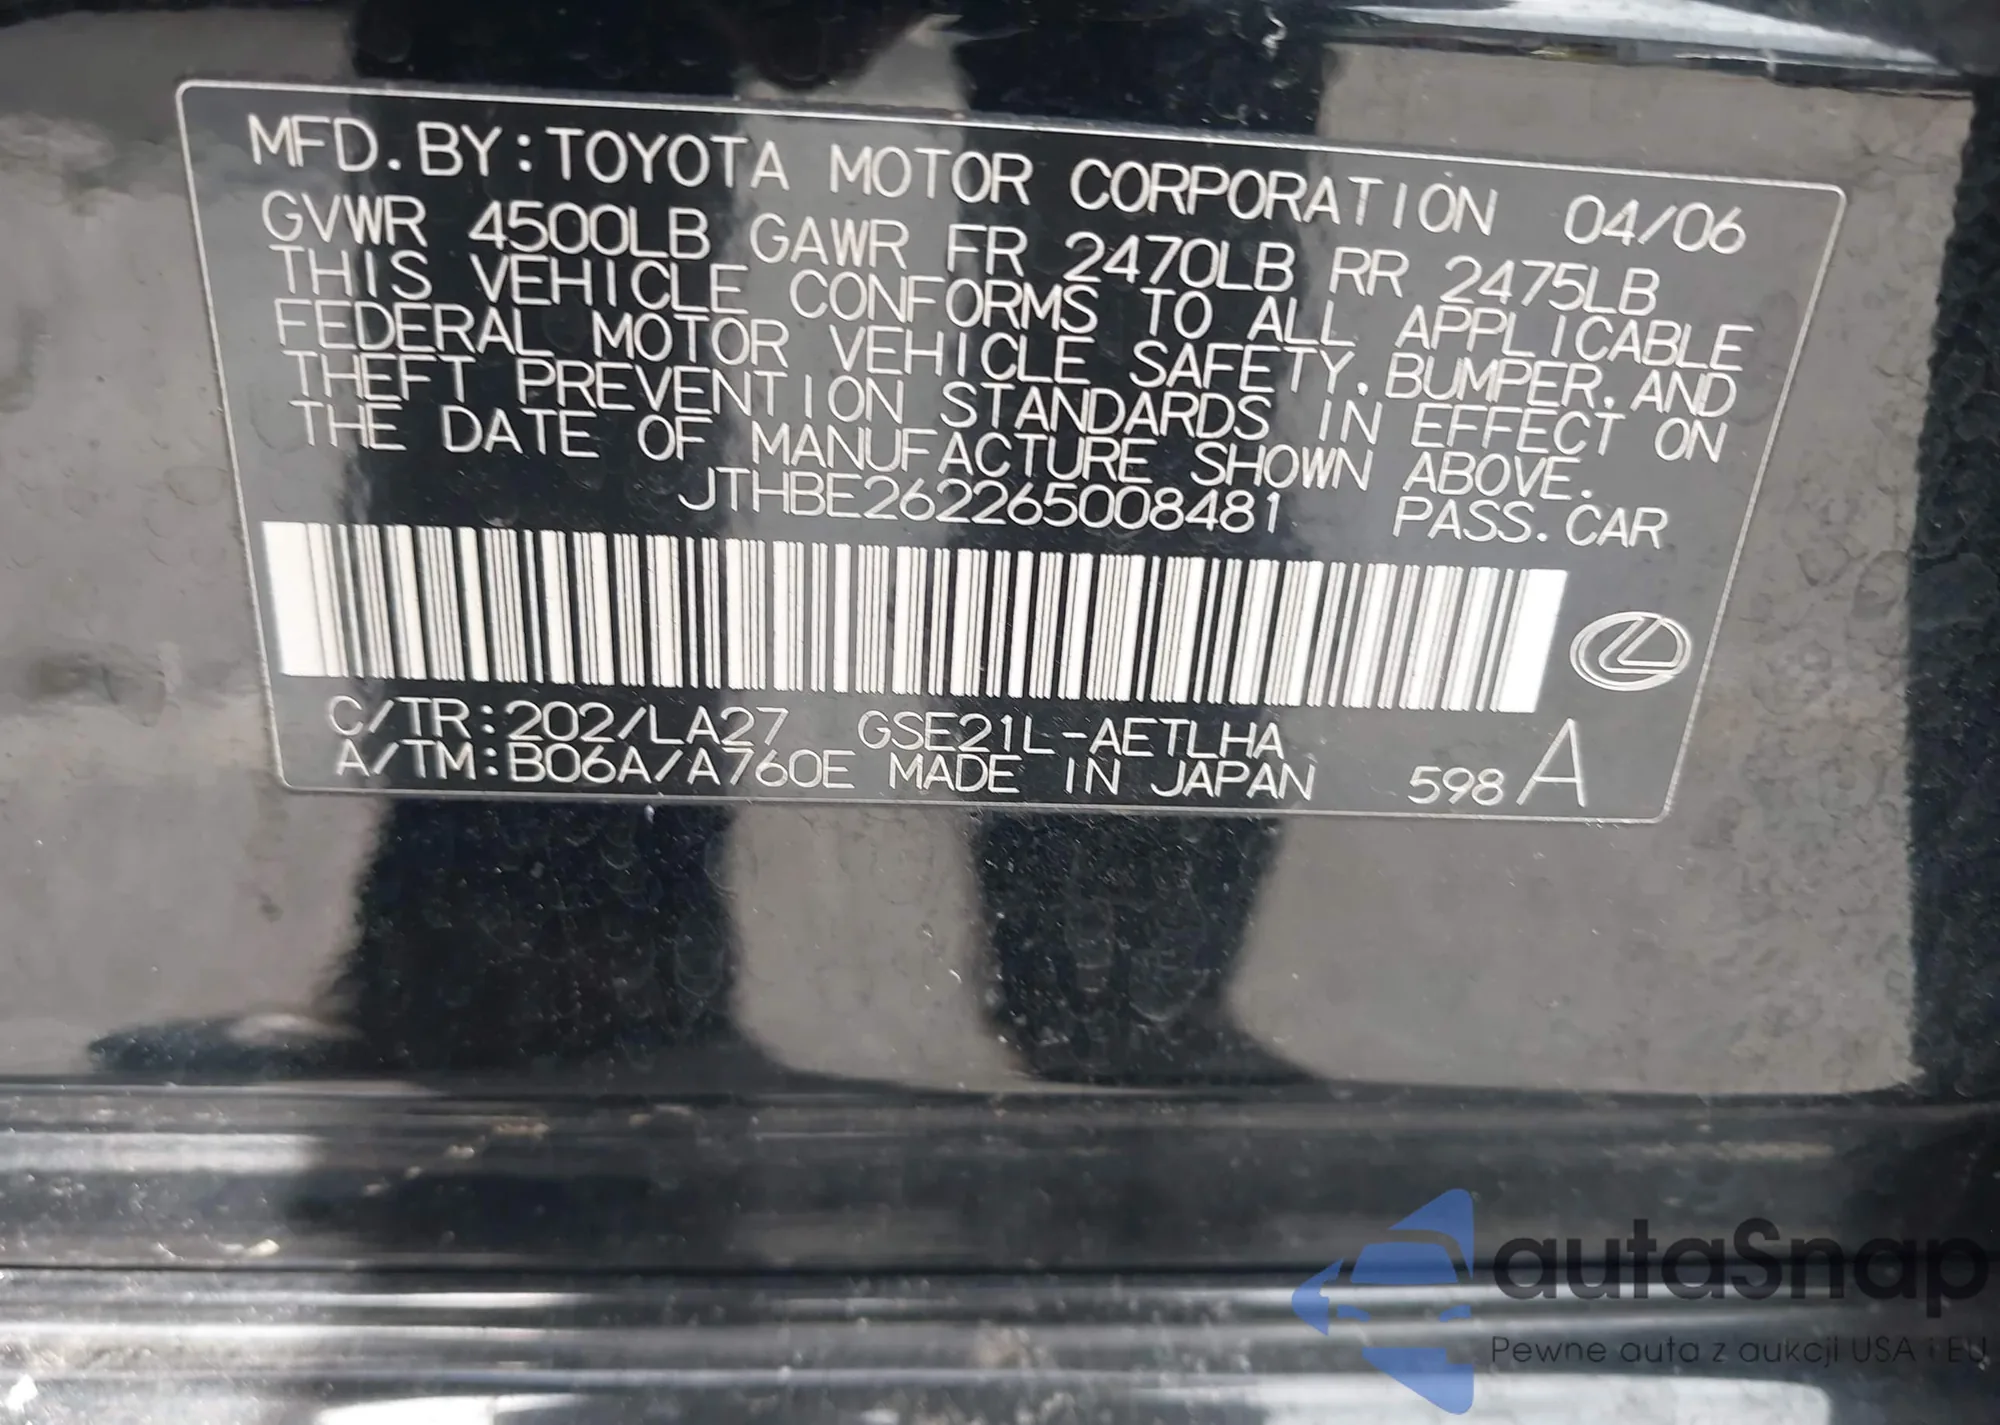 MFD. BY: TOYOTA MOTOR CORPORATION 04/06
GVWR 4500LB GAWR FR 2470LB RR 2475LB
THIS VEHICLE CONFORMS TO ALL APPLICABLE
FEDERAL MOTOR VEHICLE SAFETY, BUMPER, AND
THEFT PREVENTION STANDARDS IN EFFECT ON
THE DATE OF MANUFACTURE SHOWN ABOVE.
JTHBE262265008481 PASS. CAR
C/TR:202/LA27 GSE21L-AETLHA
A/TM:B06A/A760E MADE IN JAPAN 598 A
autaSnap
Pewne auta z aukcji USA i EU